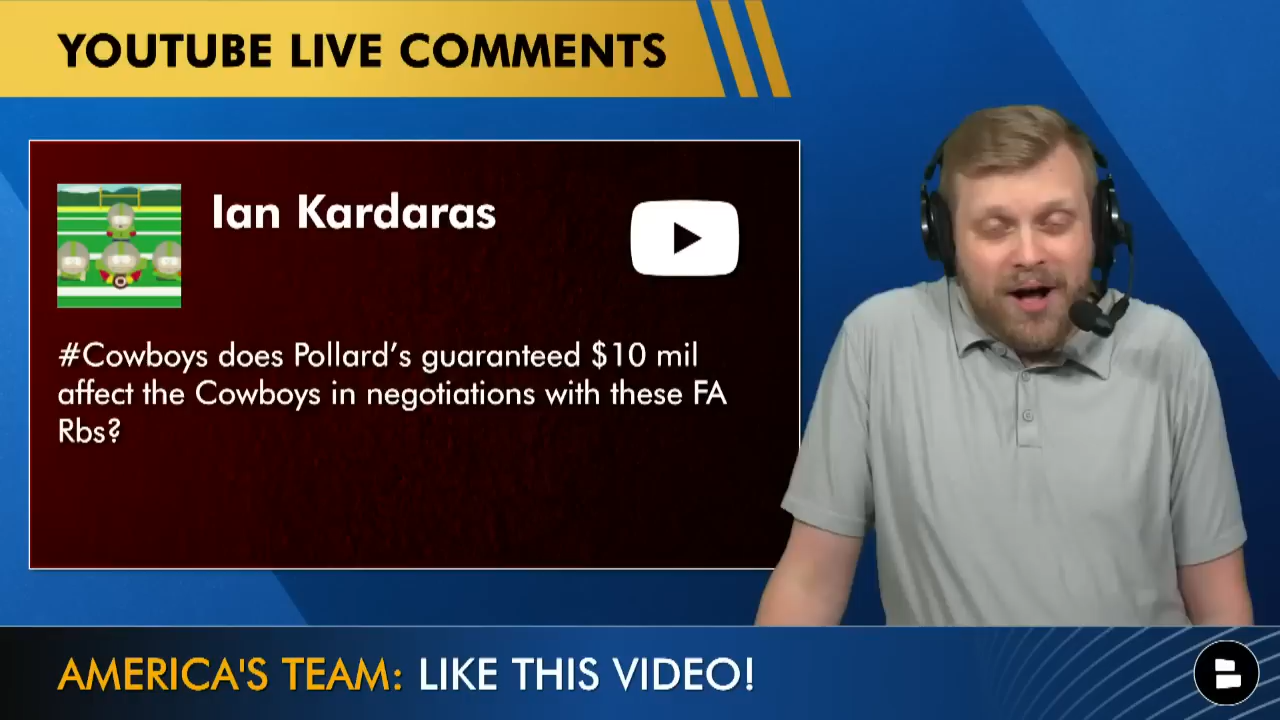 YOUTUBE LIVE COMMENTS
Ian Kardaras
#Cowboys does Pollard’s guaranteed $10 mil
affect the Cowboys in negotiations with these FA
Rbs?
AMERICA'S TEAM: LIKE THIS VIDEO!